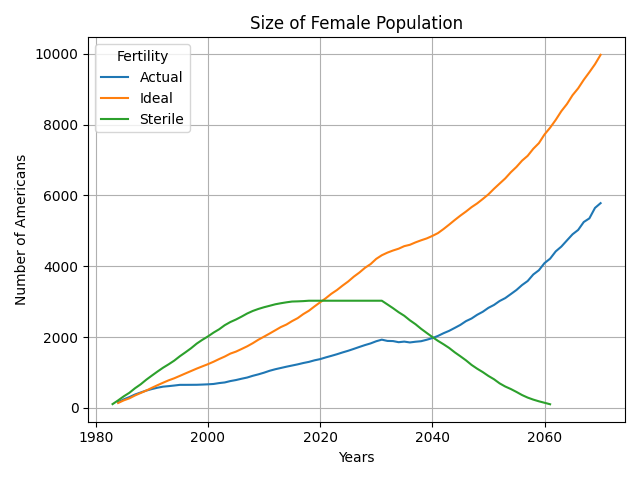 Size of Female Population
Fertility
Actual
Ideal
Sterile
Number of Americans
10000
8000
6000
4000
2000
0
1980
2000
2020
2040
2060
Years